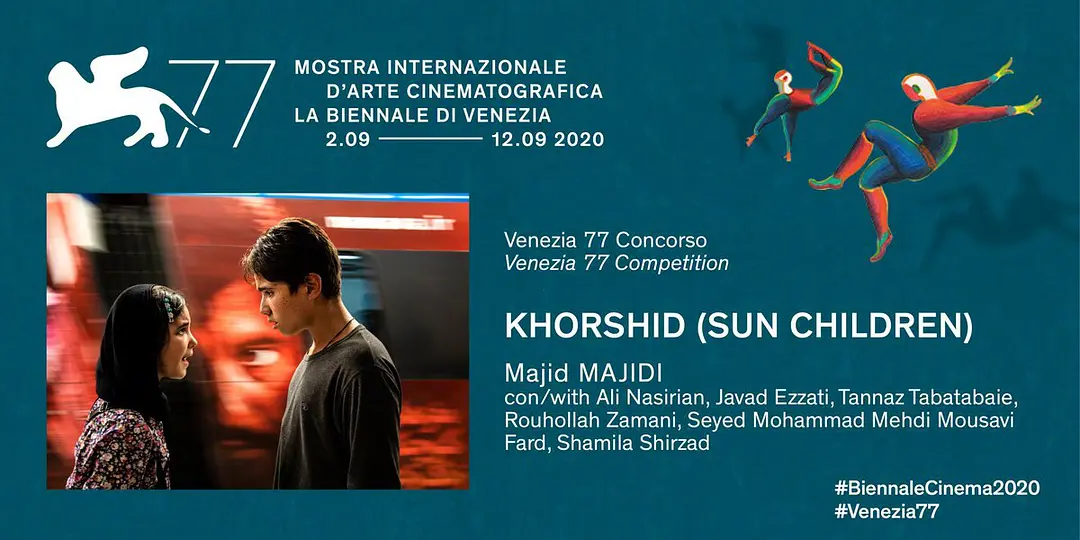 77
MOSTRA INTERNAZIONALE
D'ARTE CINEMATOGRAFICA
LA BIENNALE DI VENEZIA
2.09 12.09 2020
Venezia 77 Concorso
Venezia 77 Competition
KHORSHID (SUN CHILDREN)
Majid MAJIDI
con/with Ali Nasirian, Javad Ezzati, Tannaz Tabatabaie,
Rouhollah Zamani, Seyed Mohammad Mehdi Mousavi
Fard, Shamila Shirzad
#BiennaleCinema2020
#Venezia77